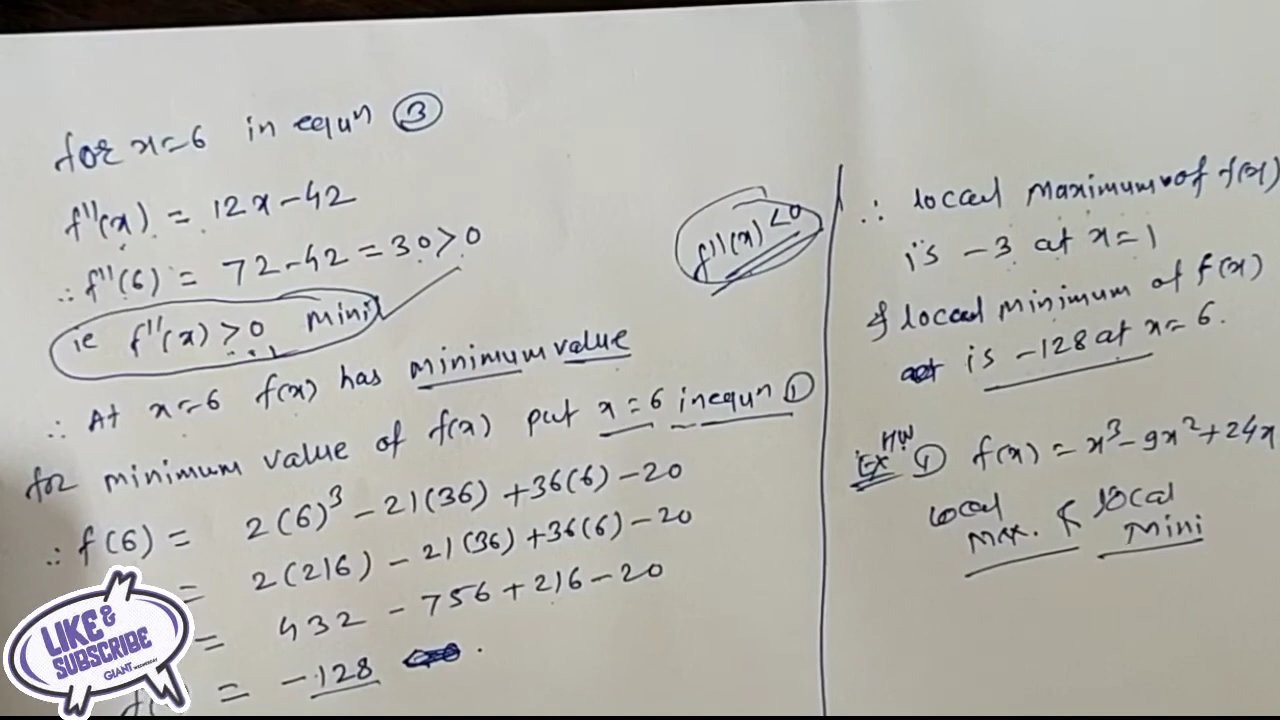 for x=6 in equn ③
f''(x) = 12x-42
∴ f''(6) = 72-42 = 30>0
ie f''(x) >0 mini
∴ At x=6 f(x) has minimum value
for minimum value of f(x) put x=6 in equn ①
∴ f(6) = 2(6)³ - 21(36) + 36(6) - 20
= 2(216) - 21(36) + 36(6) - 20
= 432 - 756 + 216 - 20
= -128
f''(x) <0
∴ local maximum of f(x)
is -3 at x=1
& local minimum of f(x)
is -128 at x=6.
HW
Ex ① f(x) = x³-9x²+24x
local local
max. & mini
LIKE &
SUBSCRIBE
GIANT WEDNESDAY